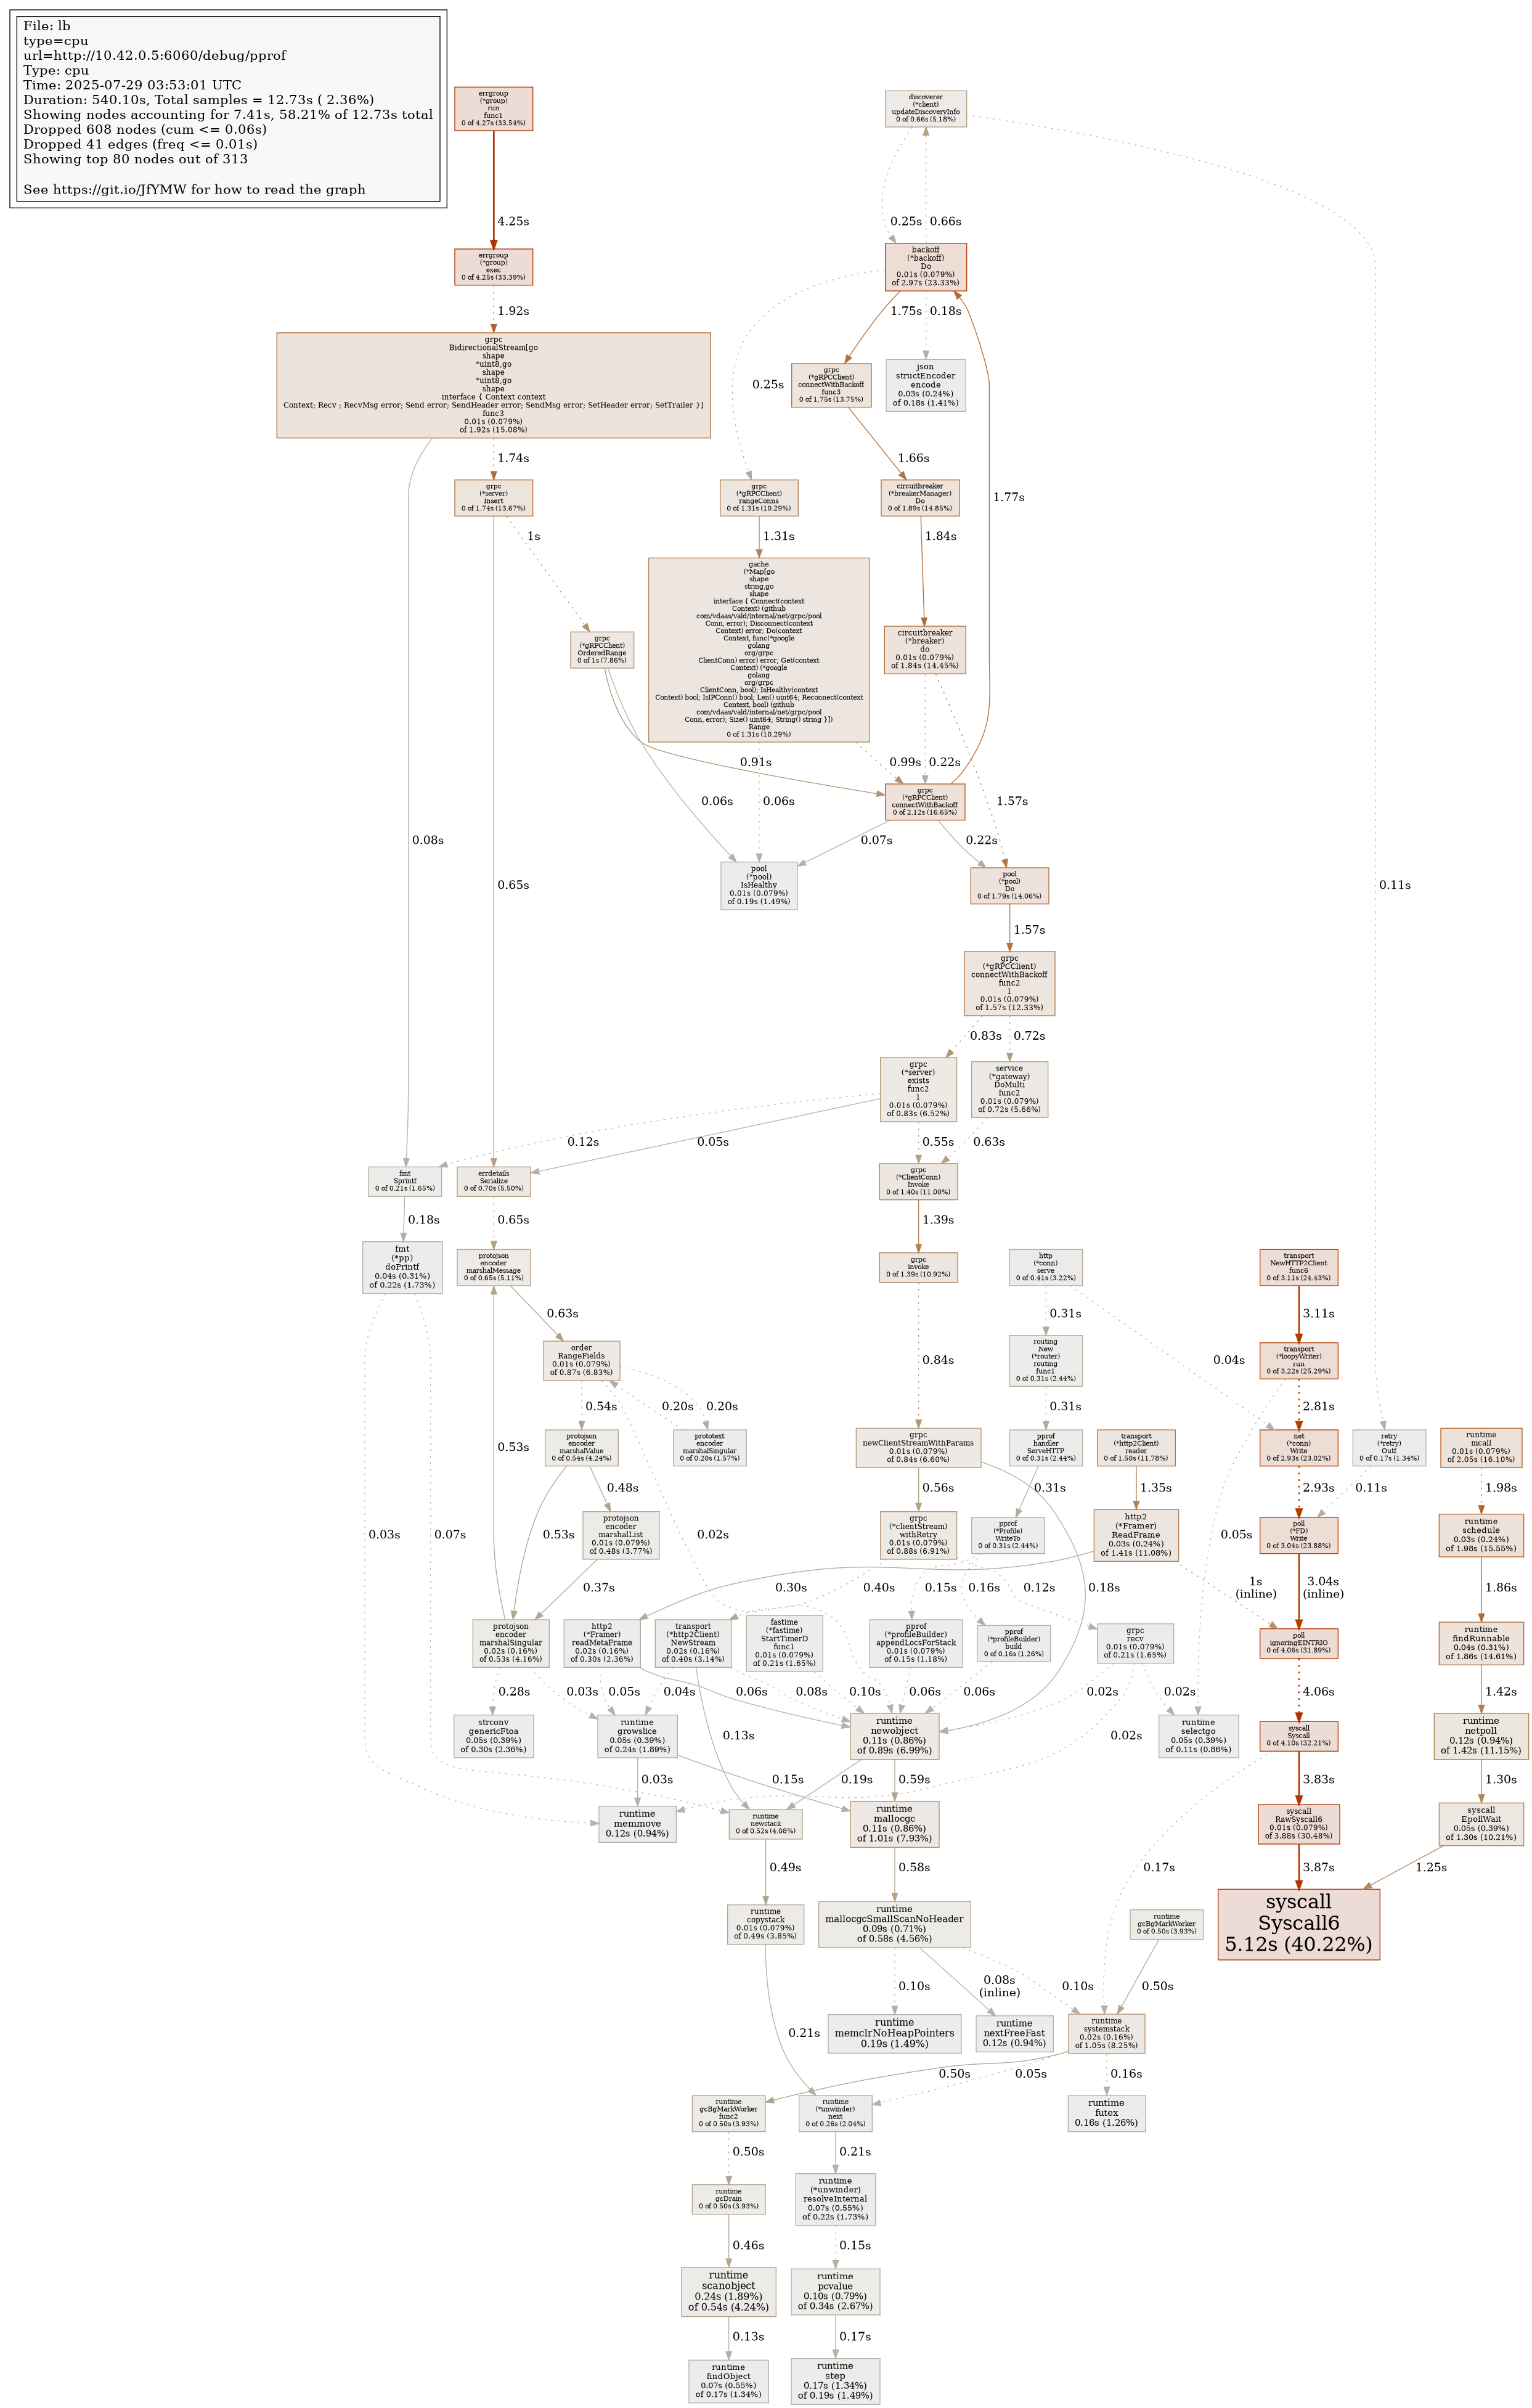 File: lb
type=cpu
url=http://10.42.0.5:6060/debug/pprof
Type: cpu
Time: 2025-07-29 03:53:01 UTC
Duration: 540.10s, Total samples = 12.73s ( 2.36%)
Showing nodes accounting for 7.41s, 58.21% of 12.73s total
Dropped 608 nodes (cum <= 0.06s)
Dropped 41 edges (freq <= 0.01s)
Showing top 80 nodes out of 313
See https://git.io/JfYMW for how to read the graph
errgroup
(*group)
run
func1
0 of 4.27s (33.54%)
discoverer
(*client)
updateDiscoveryInfo
0 of 0.66s (5.18%)
4.25s
0.25s
0.66s
errgroup
(*group)
exec
0 of 4.25s (33.39%)
backoff
(*backoff)
Do
0.01s (0.079%)
of 2.97s (23.33%)
1.92s
1.75s
0.18s
grpc
BidirectionalStream[go
shape
*uint8,go
shape
*uint8,go
shape
interface { Context context
Context; Recv ; RecvMsg error; Send error; SendHeader error; SendMsg error; SetHeader error; SetTrailer }]
func3
0.01s (0.079%)
of 1.92s (15.08%)
0.25s
grpc
(*gRPCClient)
connectWithBackoff
func3
0 of 1.75s (13.75%)
json
structEncoder
encode
0.03s (0.24%)
of 0.18s (1.41%)
1.74s
1.66s
grpc
(*server)
Insert
0 of 1.74s (13.67%)
grpc
(*gRPCClient)
rangeConns
0 of 1.31s (10.29%)
circuitbreaker
(*breakerManager)
Do
0 of 1.89s (14.85%)
1.77s
1s
1.31s
1.84s
gache
(*Map[go
shape
string,go
shape
interface { Connect(context
Context) (github
com/vdaas/vald/internal/net/grpc/pool
Conn, error); Disconnect(context
Context) error; Do(context
Context, func(*google
golang
org/grpc
ClientConn) error) error; Get(context
Context) (*google
golang
org/grpc
ClientConn, bool); IsHealthy(context
Context) bool; IsIPConn() bool; Len() uint64; Reconnect(context
Context, bool) (github
com/vdaas/vald/internal/net/grpc/pool
Conn, error); Size() uint64; String() string }])
Range
0 of 1.31s (10.29%)
grpc
(*gRPCClient)
OrderedRange
0 of 1s (7.86%)
circuitbreaker
(*breaker)
do
0.01s (0.079%)
of 1.84s (14.45%)
0.91s
0.99s
0.22s
grpc
(*gRPCClient)
connectWithBackoff
0 of 2.12s (16.65%)
0.06s
0.06s
1.57s
0.08s
0.07s
0.22s
pool
(*pool)
IsHealthy
0.01s (0.079%)
of 0.19s (1.49%)
pool
(*pool)
Do
0 of 1.79s (14.06%)
0.65s
0.11s
1.57s
grpc
(*gRPCClient)
connectWithBackoff
func2
1
0.01s (0.079%)
of 1.57s (12.33%)
0.83s
0.72s
grpc
(*server)
exists
func2
1
0.01s (0.079%)
of 0.83s (6.52%)
service
(*gateway)
DoMulti
func2
0.01s (0.079%)
of 0.72s (5.66%)
0.12s
0.05s
0.55s
0.63s
fmt
Sprintf
0 of 0.21s (1.65%)
errdetails
Serialize
0 of 0.70s (5.50%)
grpc
(*ClientConn)
Invoke
0 of 1.40s (11.00%)
0.18s
0.65s
1.39s
fmt
(*pp)
doPrintf
0.04s (0.31%)
of 0.22s (1.73%)
protojson
encoder
marshalMessage
0 of 0.65s (5.11%)
grpc
invoke
0 of 1.39s (10.92%)
http
(*conn)
serve
0 of 0.41s (3.22%)
transport
NewHTTP2Client
func6
0 of 3.11s (24.43%)
0.63s
0.31s
3.11s
order
RangeFields
0.01s (0.079%)
of 0.87s (6.83%)
0.84s
routing
New
(*router)
routing
func1
0 of 0.31s (2.44%)
0.04s
transport
(*loopyWriter)
run
0 of 3.22s (25.29%)
0.54s
0.20s
0.20s
0.31s
2.81s
0.53s
protojson
encoder
marshalValue
0 of 0.54s (4.24%)
prototext
encoder
marshalSingular
0 of 0.20s (1.57%)
grpc
newClientStreamWithParams
0.01s (0.079%)
of 0.84s (6.60%)
pprof
handler
ServeHTTP
0 of 0.31s (2.44%)
transport
(*http2Client)
reader
0 of 1.50s (11.78%)
net
(*conn)
Write
0 of 2.93s (23.02%)
retry
(*retry)
Outf
0 of 0.17s (1.34%)
runtime
mcall
0.01s (0.079%)
of 2.05s (16.10%)
0.48s
0.56s
0.31s
1.35s
2.93s
0.11s
1.98s
0.03s
0.07s
0.53s
protojson
encoder
marshalList
0.01s (0.079%)
of 0.48s (3.77%)
0.02s
grpc
(*clientStream)
withRetry
0.01s (0.079%)
of 0.88s (6.91%)
pprof
(*Profile)
WriteTo
0 of 0.31s (2.44%)
http2
(*Framer)
ReadFrame
0.03s (0.24%)
of 1.41s (11.08%)
0.05s
poll
(*FD)
Write
0 of 3.04s (23.88%)
runtime
schedule
0.03s (0.24%)
of 1.98s (15.55%)
0.37s
0.30s
0.40s
0.15s
0.16s
0.12s
0.18s
1s
(inline)
3.04s
(inline)
1.86s
protojson
encoder
marshalSingular
0.02s (0.16%)
of 0.53s (4.16%)
http2
(*Framer)
readMetaFrame
0.02s (0.16%)
of 0.30s (2.36%)
transport
(*http2Client)
NewStream
0.02s (0.16%)
of 0.40s (3.14%)
fastime
(*fastime)
StartTimerD
func1
0.01s (0.079%)
of 0.21s (1.65%)
pprof
(*profileBuilder)
appendLocsForStack
0.01s (0.079%)
of 0.15s (1.18%)
pprof
(*profileBuilder)
build
0 of 0.16s (1.26%)
grpc
recv
0.01s (0.079%)
of 0.21s (1.65%)
poll
ignoringEINTRIO
0 of 4.06s (31.89%)
runtime
findRunnable
0.04s (0.31%)
of 1.86s (14.61%)
0.28s
0.03s
0.05s
0.04s
0.06s
0.08s
0.10s
0.06s
0.06s
0.02s
0.02s
4.06s
1.42s
strconv
genericFtoa
0.05s (0.39%)
of 0.30s (2.36%)
runtime
growslice
0.05s (0.39%)
of 0.24s (1.89%)
0.13s
runtime
newobject
0.11s (0.86%)
of 0.89s (6.99%)
0.02s
runtime
selectgo
0.05s (0.39%)
of 0.11s (0.86%)
syscall
Syscall
0 of 4.10s (32.21%)
runtime
netpoll
0.12s (0.94%)
of 1.42s (11.15%)
0.03s
0.15s
0.19s
0.59s
3.83s
1.30s
runtime
memmove
0.12s (0.94%)
runtime
newstack
0 of 0.52s (4.08%)
runtime
mallocgc
0.11s (0.86%)
of 1.01s (7.93%)
syscall
RawSyscall6
0.01s (0.079%)
of 3.88s (30.48%)
syscall
EpollWait
0.05s (0.39%)
of 1.30s (10.21%)
0.49s
0.58s
0.17s
3.87s
1.25s
runtime
copystack
0.01s (0.079%)
of 0.49s (3.85%)
runtime
mallocgcSmallScanNoHeader
0.09s (0.71%)
of 0.58s (4.56%)
runtime
gcBgMarkWorker
0 of 0.50s (3.93%)
syscall
Syscall6
5.12s (40.22%)
0.10s
0.08s
(inline)
0.10s
0.50s
0.21s
runtime
memclrNoHeapPointers
0.19s (1.49%)
runtime
nextFreeFast
0.12s (0.94%)
runtime
systemstack
0.02s (0.16%)
of 1.05s (8.25%)
0.50s
0.05s
0.16s
runtime
gcBgMarkWorker
func2
0 of 0.50s (3.93%)
runtime
(*unwinder)
next
0 of 0.26s (2.04%)
runtime
futex
0.16s (1.26%)
0.50s
0.21s
runtime
gcDrain
0 of 0.50s (3.93%)
runtime
(*unwinder)
resolveInternal
0.07s (0.55%)
of 0.22s (1.73%)
0.46s
0.15s
runtime
scanobject
0.24s (1.89%)
of 0.54s (4.24%)
runtime
pcvalue
0.10s (0.79%)
of 0.34s (2.67%)
0.13s
0.17s
runtime
findObject
0.07s (0.55%)
of 0.17s (1.34%)
runtime
step
0.17s (1.34%)
of 0.19s (1.49%)